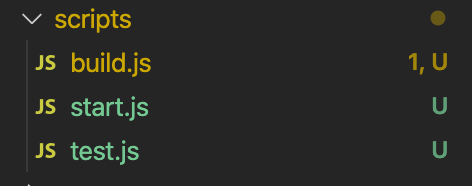 scripts
JS build.js 1, U
JS start.js U
JS test.js U